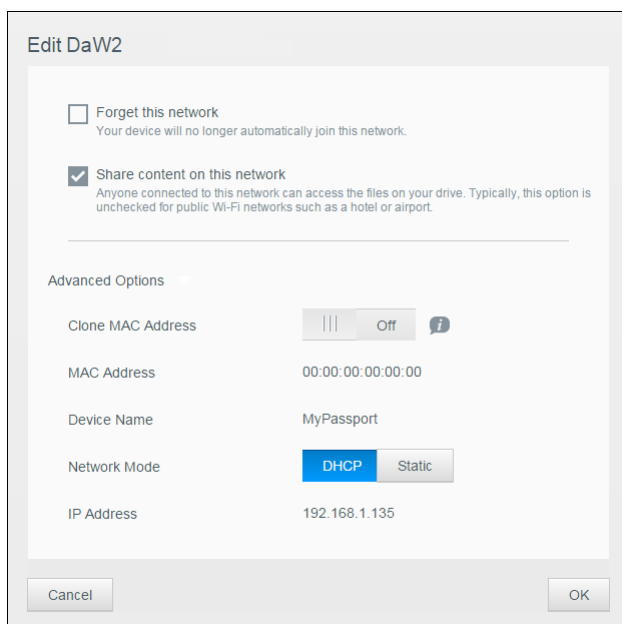 Edit DaW2
Forget this network
Your device will no longer automatically join this network.
Share content on this network
Anyone connected to this network can access the files on your drive. Typically, this option is
unchecked for public Wi-Fi networks such as a hotel or airport.
Advanced Options
Clone MAC Address
Off
i
MAC Address
00:00:00:00:00:00
Device Name
MyPassport
Network Mode
DHCP
Static
IP Address
192.168.1.135
Cancel
OK